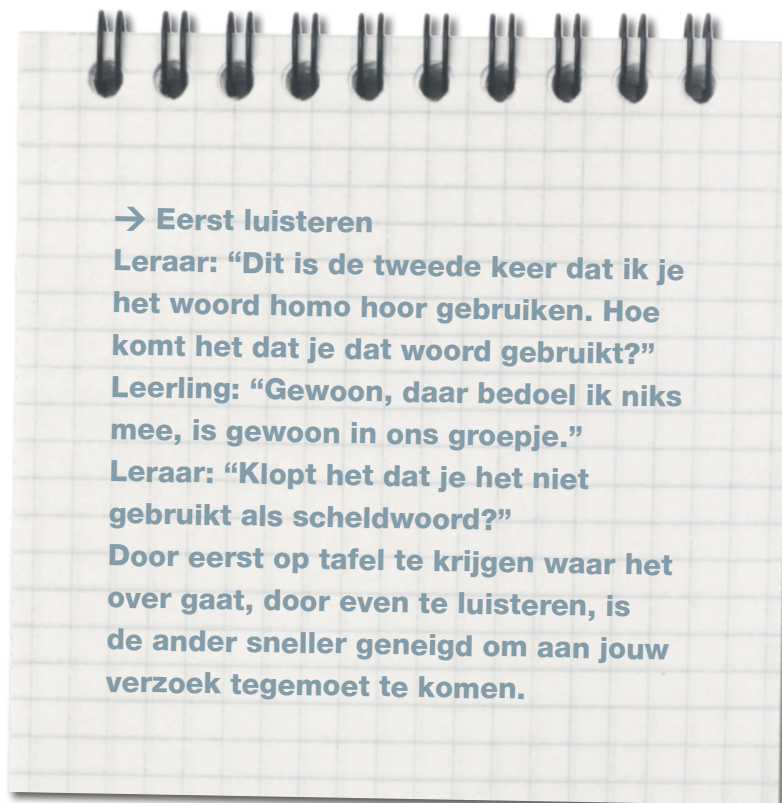 → Eerst luisteren
Leraar: “Dit is de tweede keer dat ik je
het woord homo hoor gebruiken. Hoe
komt het dat je dat woord gebruikt?”
Leerling: “Gewoon, daar bedoel ik niks
mee, is gewoon in ons groepje.”
Leraar: “Klopt het dat je het niet
gebruikt als scheldwoord?”
Door eerst op tafel te krijgen waar het
over gaat, door even te luisteren, is
de ander sneller geneigd om aan jouw
verzoek tegemoet te komen.